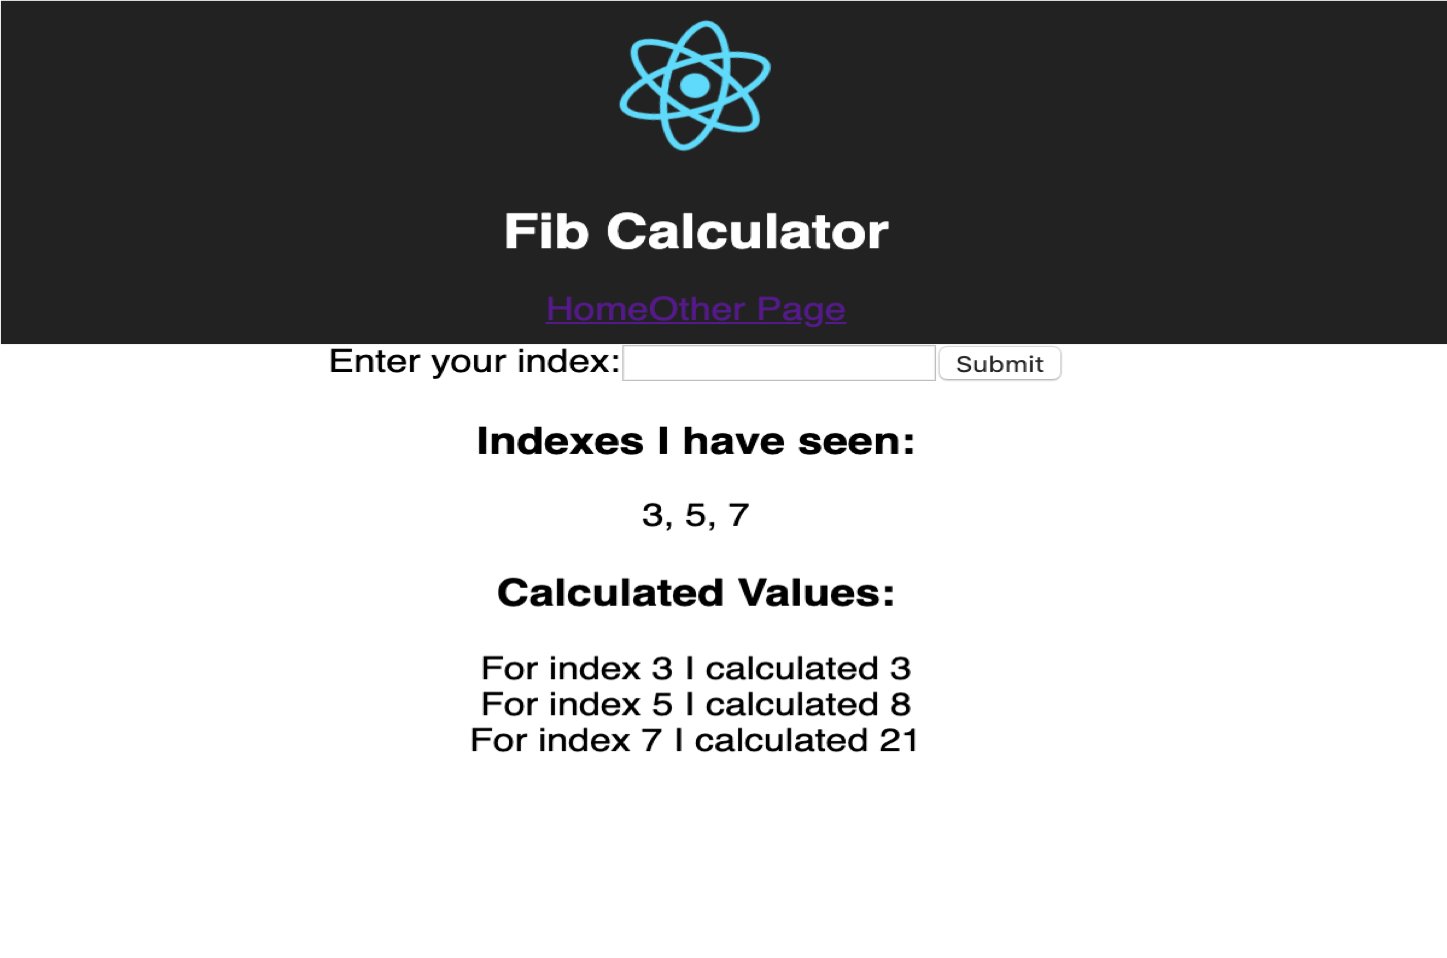 Fib Calculator
HomeOther Page
Enter your index: Submit
Indexes I have seen:
3, 5, 7
Calculated Values:
For index 3 I calculated 3
For index 5 I calculated 8
For index 7 I calculated 21